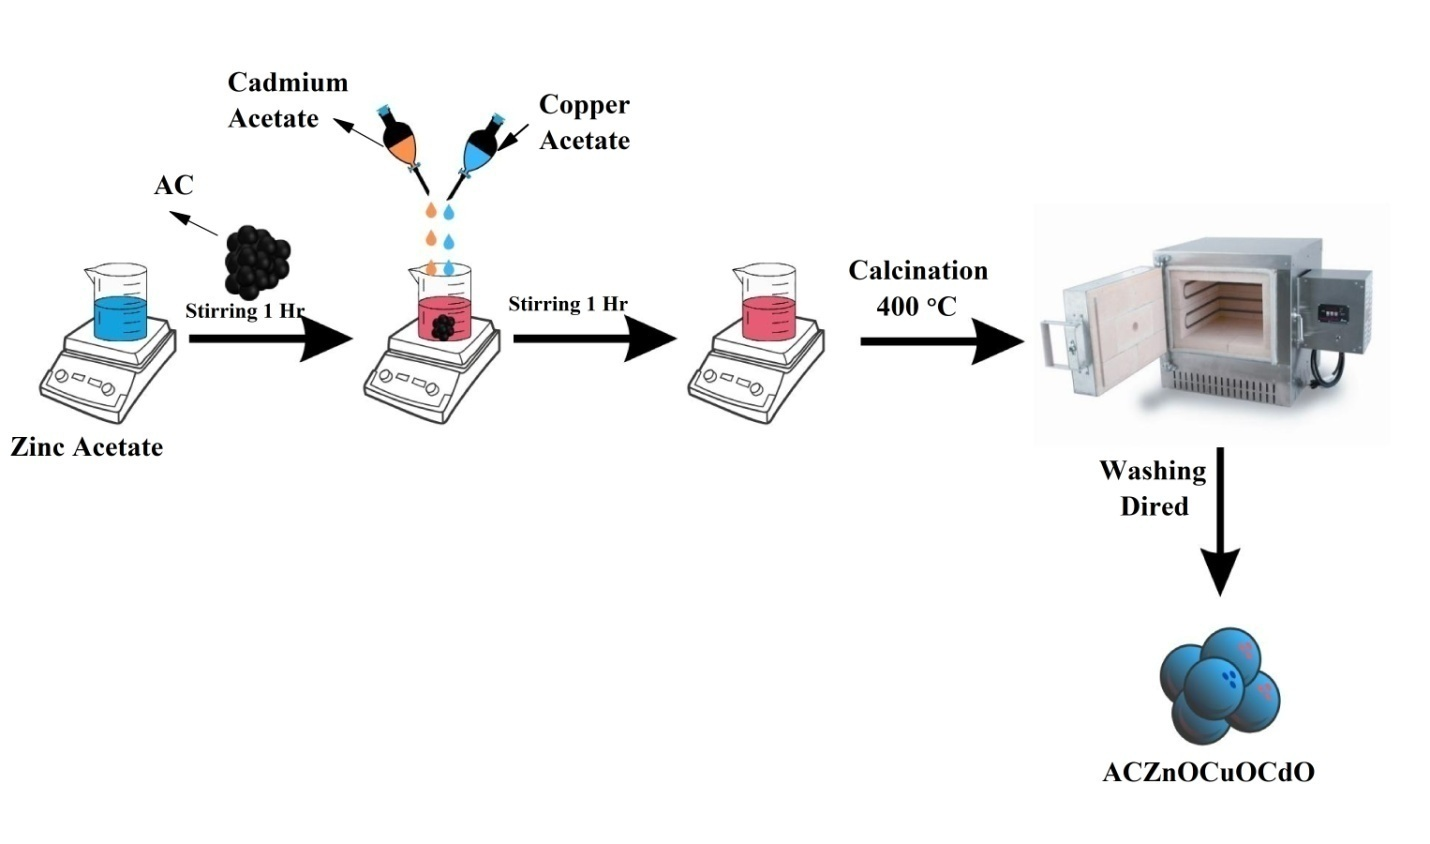 Cadmium
Acetate
Copper
Acetate
AC
Stirring 1 Hr
Stirring 1 Hr
Calcination
400 °C
Zinc Acetate
Washing
Dired
ACZnOCuOCdO